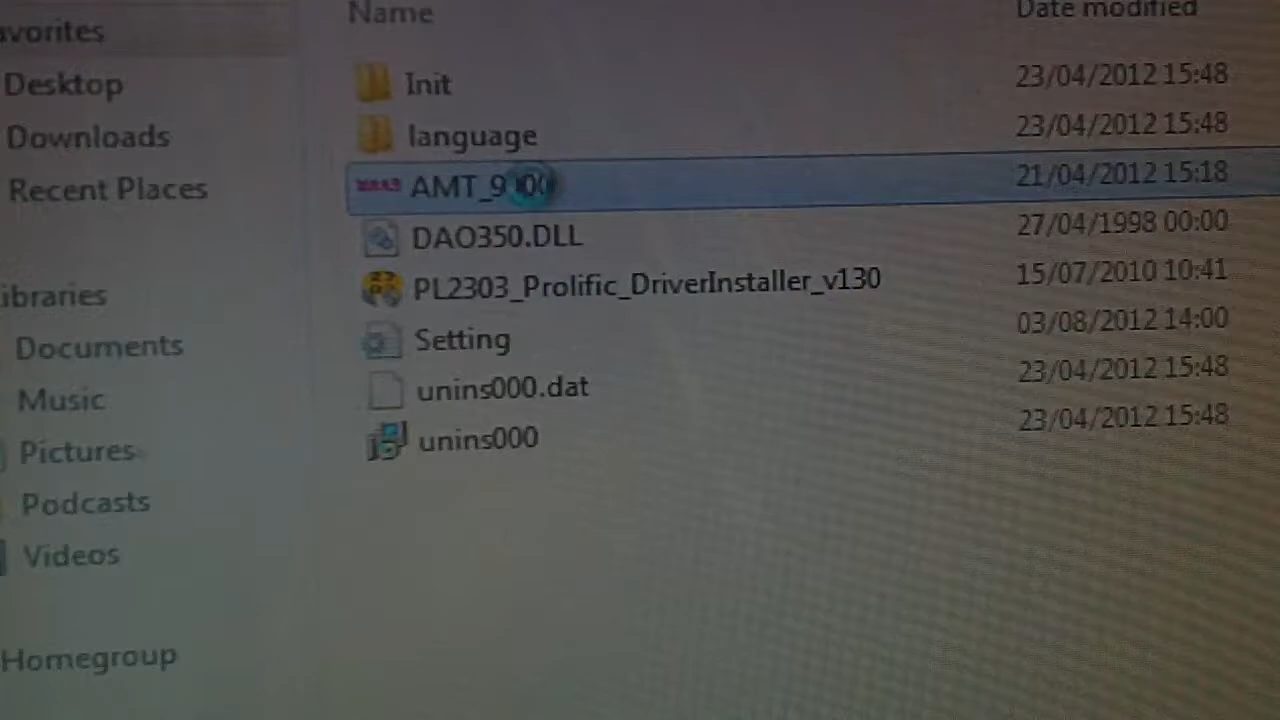 Name Date modified
avorites
Desktop
Downloads
Recent Places
ibraries
Documents
Music
Pictures
Podcasts
Videos
Homegroup
Init 23/04/2012 15:48
language 23/04/2012 15:48
21/04/2012 15:18
DAO350.DLL 27/04/1998 00:00
PL2303_Prolific_DriverInstaller_v130 15/07/2010 10:41
Setting 03/08/2012 14:00
unins000.dat 23/04/2012 15:48
unins000 23/04/2012 15:48